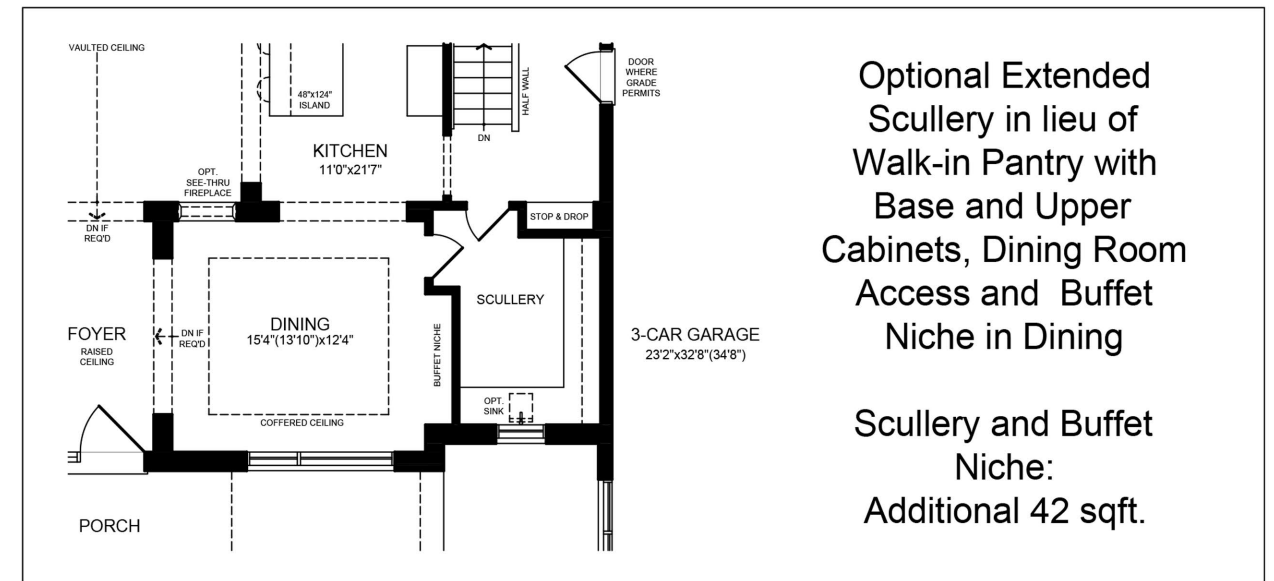 VAULTED CEILING
48"x124"
ISLAND
KITCHEN
11'0"x21'7"
OPT.
SEE-THRU
FIREPLACE
DN
HALF WALL
DOOR
WHERE
GRADE
PERMITS
DN IF
REQ'D
STOP & DROP
SCULLERY
FOYER
RAISED
CEILING
DN IF
REQ'D
DINING
15'4"(13'10")x12'4"
BUFFET NICHE
COFFERED CEILING
OPT.
SINK
3-CAR GARAGE
23'2"x32'8"(34'8")
PORCH
Optional Extended
Scullery in lieu of
Walk-in Pantry with
Base and Upper
Cabinets, Dining Room
Access and Buffet
Niche in Dining
Scullery and Buffet
Niche:
Additional 42 sqft.